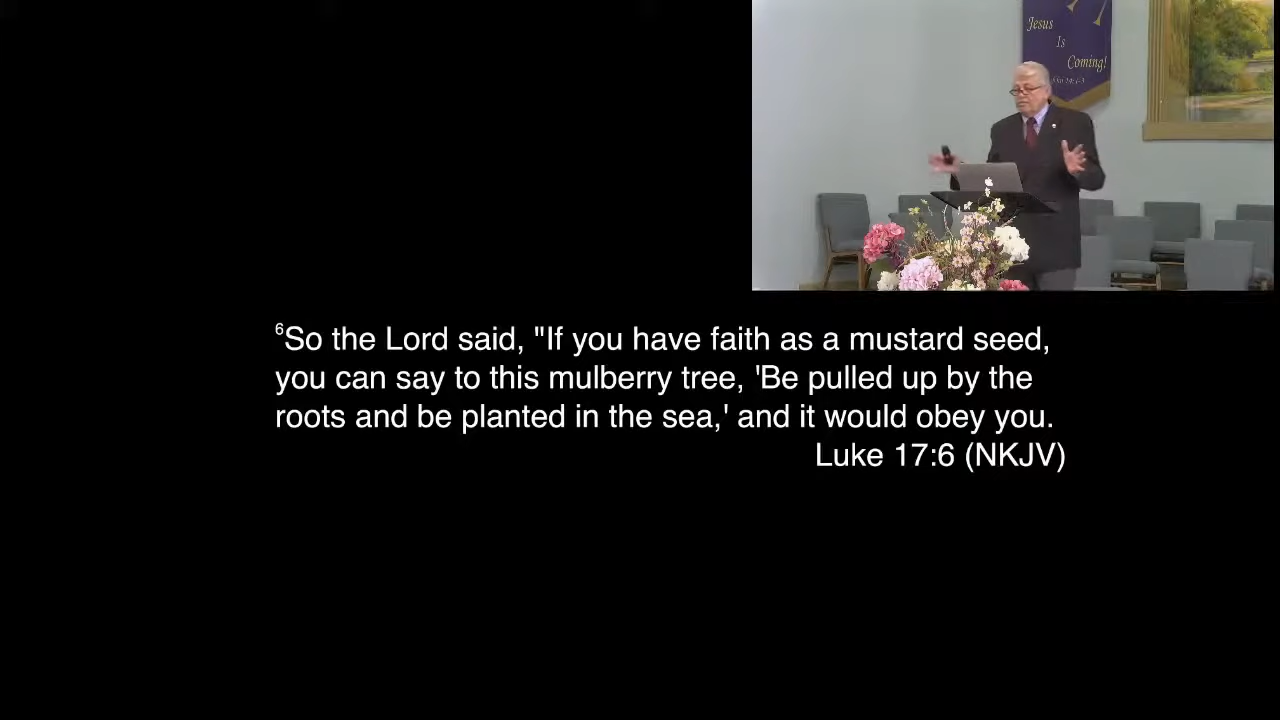 Jesus
Is
Coming!
⁶So the Lord said, "If you have faith as a mustard seed,
you can say to this mulberry tree, 'Be pulled up by the
roots and be planted in the sea,' and it would obey you.
Luke 17:6 (NKJV)